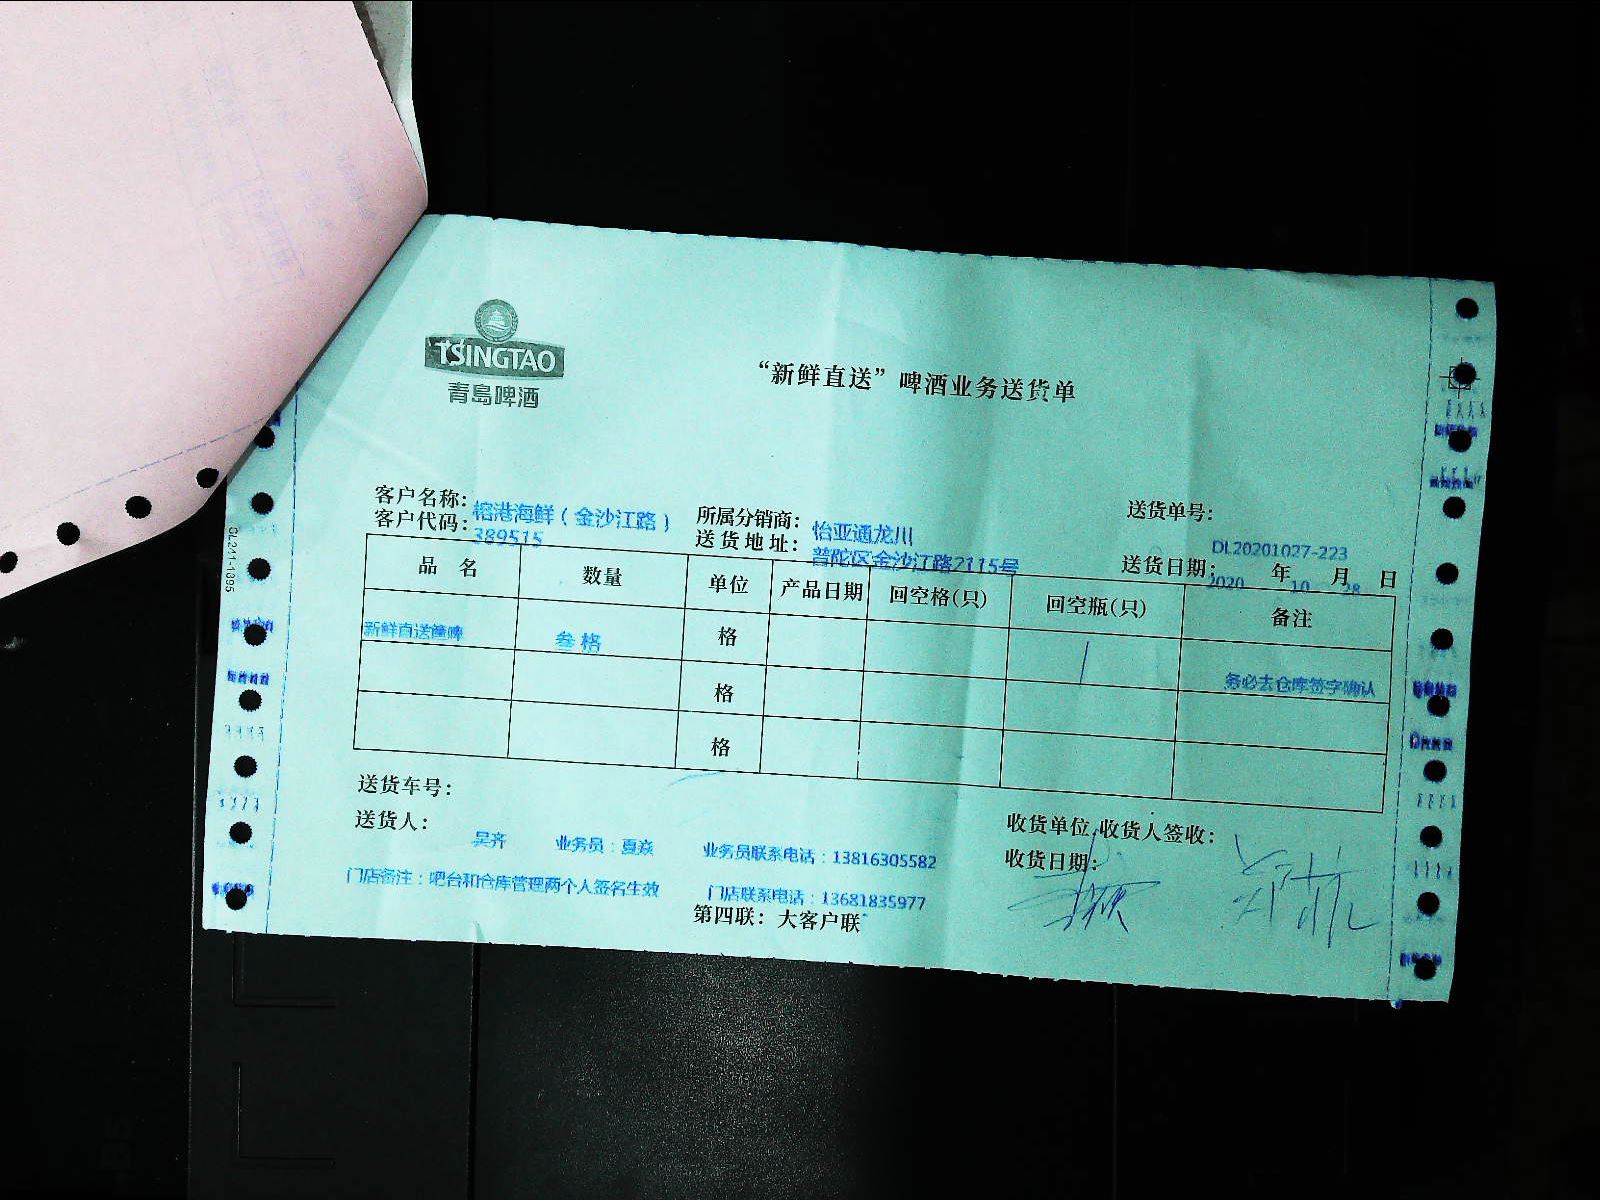 TSINGTAO
青島啤酒
“新鲜直送”啤酒业务送货单
客户名称：榕港海鲜（金沙江路） 所属分销商：怡亚通龙川 送货单号：DL20201027-223
客户代码：389515 送货地址：普陀区金沙江路2115号 送货日期：2020 年 10 月 28 日
品 名 数量 单位 产品日期 回空格(只) 回空瓶(只) 备注
新鲜直送 叁格 格 务必去仓库签字确认
格
格
送货车号：
送货人：吴齐 业务员：夏焱 业务员联系电话：13816305582 收货单位,收货人签收：
收货日期：
门店备注：吧台和仓库管理两个人签名生效 门店联系电话：13681835977
第四联：大客户联
GL241-1395